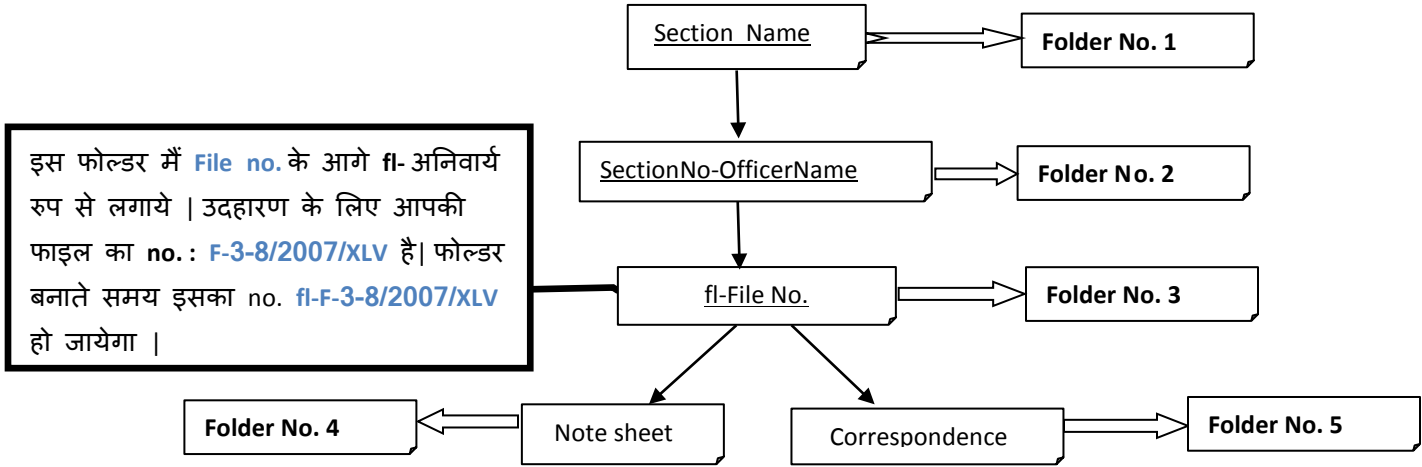 Section Name
Folder No. 1
SectionNo-OfficerName
Folder No. 2
इस फोल्डर मैं File no. के आगे fl- अनिवार्य
रुप से लगाये | उदहारण के लिए आपकी
फाइल का no. : F-3-8/2007/XLV है| फोल्डर
बनाते समय इसका no. fl-F-3-8/2007/XLV
हो जायेगा |
fl-File No.
Folder No. 3
Folder No. 4
Note sheet
Correspondence
Folder No. 5